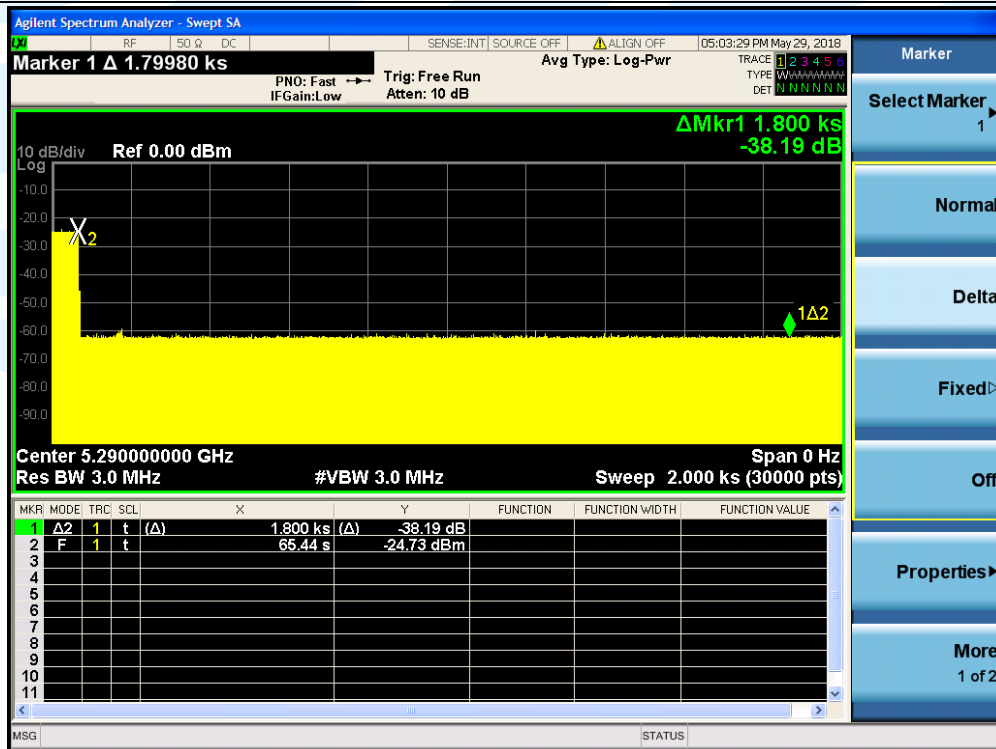 Agilent Spectrum Analyzer - Swept SA
LXI RF 50 Ω DC SENSE:INT SOURCE OFF ALIGN OFF 05:03:29 PM May 29, 2018
Marker 1 Δ 1.79980 ks
PNO: Fast
IFGain:Low
Trig: Free Run
Atten: 10 dB
Avg Type: Log-Pwr
TRACE 1 2 3 4 5 6
TYPE WWWWWW
DET N N N N N N
ΔMkr1 1.800 ks
-38.19 dB
10 dB/div Ref 0.00 dBm
Log
-10.0
-20.0
-30.0
-40.0
-50.0
-60.0
-70.0
-80.0
-90.0
2
1Δ2
Center 5.290000000 GHz Span 0 Hz
Res BW 3.0 MHz #VBW 3.0 MHz Sweep 2.000 ks (30000 pts)
MKR MODE TRC SCL X Y FUNCTION FUNCTION WIDTH FUNCTION VALUE
1 Δ2 1 t (Δ) 1.800 ks (Δ) -38.19 dB
2 F 1 t 65.44 s -24.73 dBm
3
4
5
6
7
8
9
10
11
MSG STATUS
Marker
Select Marker
1
Normal
Delta
Fixed
Off
Properties
More
1 of 2